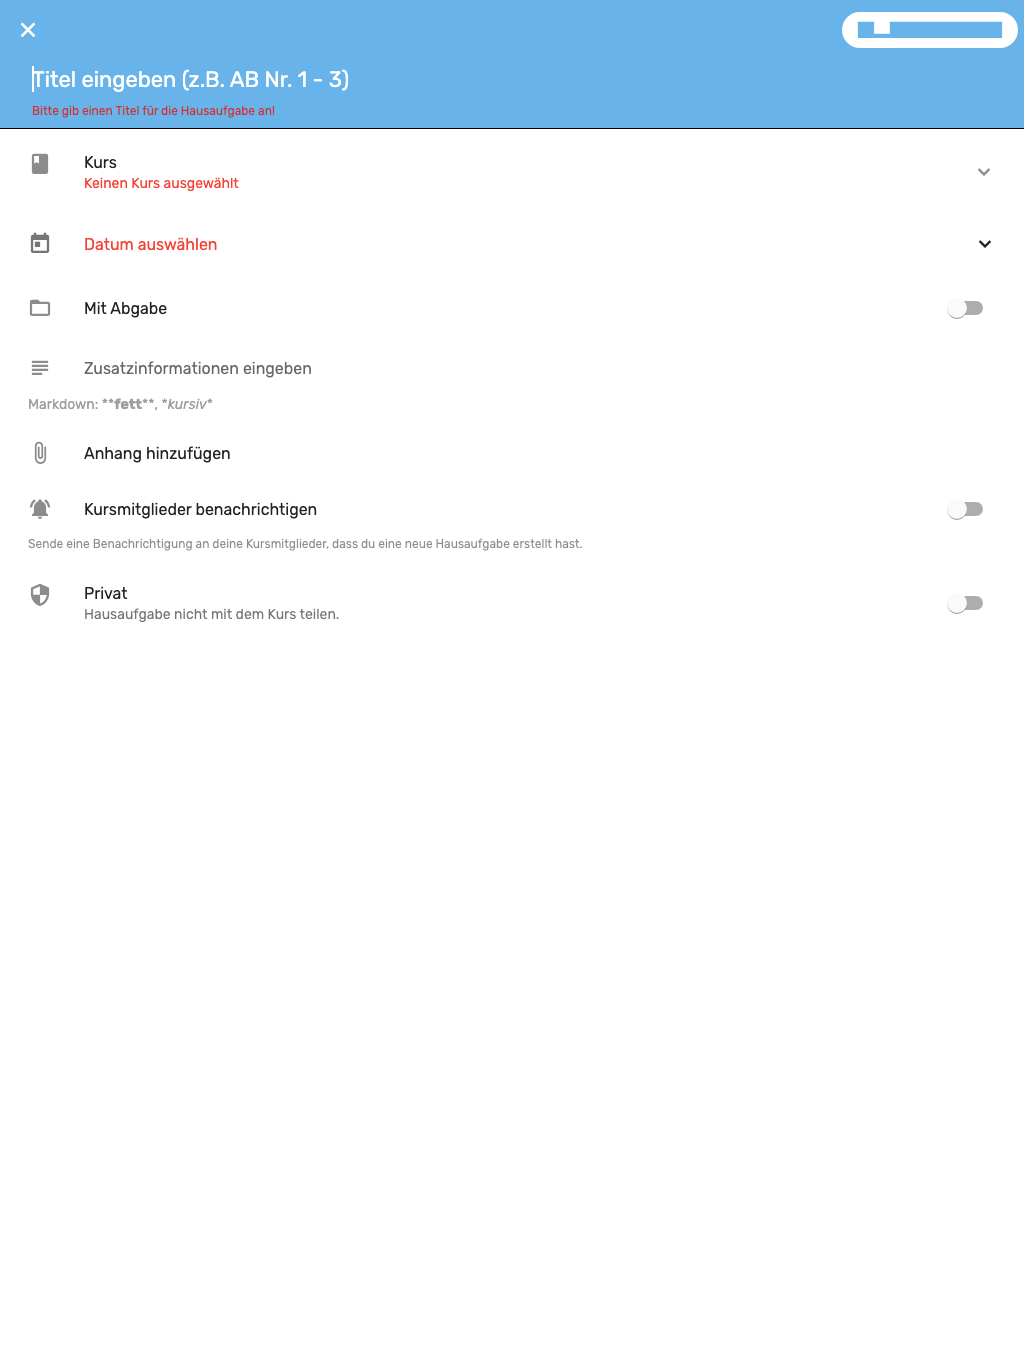 Titel eingeben (z.B. AB Nr. 1 - 3)
Bitte gib einen Titel für die Hausaufgabe an!
Kurs
Keinen Kurs ausgewählt
Datum auswählen
Mit Abgabe
Zusatzinformationen eingeben
Markdown: **fett**, *kursiv*
Anhang hinzufügen
Kursmitglieder benachrichtigen
Sende eine Benachrichtigung an deine Kursmitglieder, dass du eine neue Hausaufgabe erstellt hast.
Privat
Hausaufgabe nicht mit dem Kurs teilen.